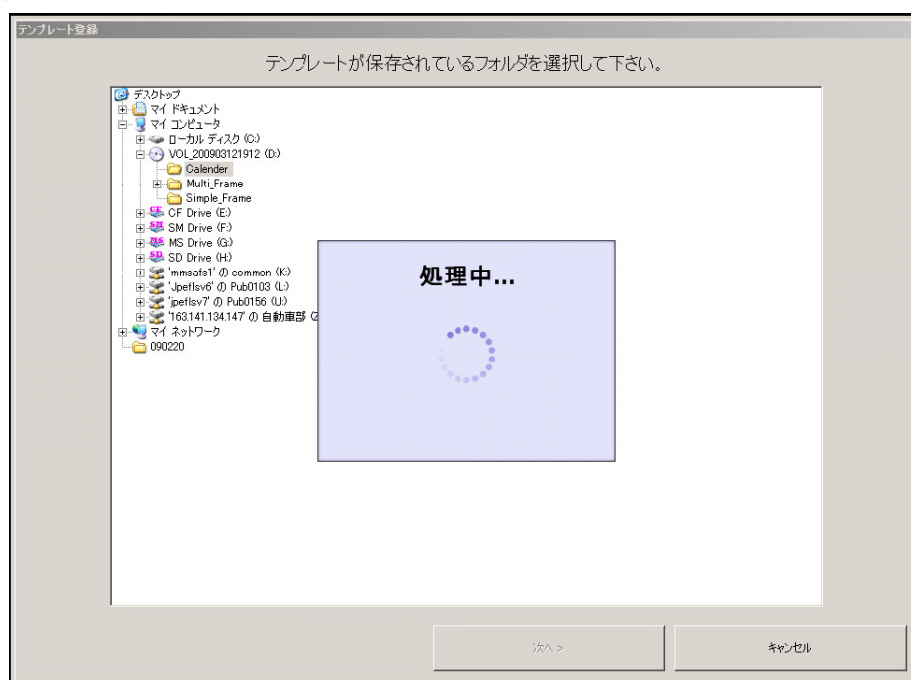 テンプレート登録
テンプレートが保存されているフォルダを選択して下さい。
デスクトップ
マイ ドキュメント
マイ コンピュータ
ローカル ディスク (C:)
VOL_200903121912 (D:)
Calender
Multi_Frame
Simple_Frame
CF Drive (E:)
SM Drive (F:)
MS Drive (G:)
SD Drive (H:)
'mmsafs1' の common (K:)
'Jpeflsv6' の Pub0103 (L:)
'jpeflsv7' の Pub0156 (U:)
'163.141.134.147' の 自動車部 (Z
マイ ネットワーク
090220
処理中...
次へ >
キャンセル